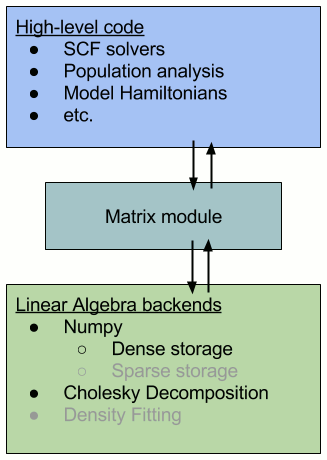 High-level code
● SCF solvers
● Population analysis
● Model Hamiltonians
● etc.
Matrix module
Linear Algebra backends
● Numpy
○ Dense storage
○ Sparse storage
● Cholesky Decomposition
● Density Fitting